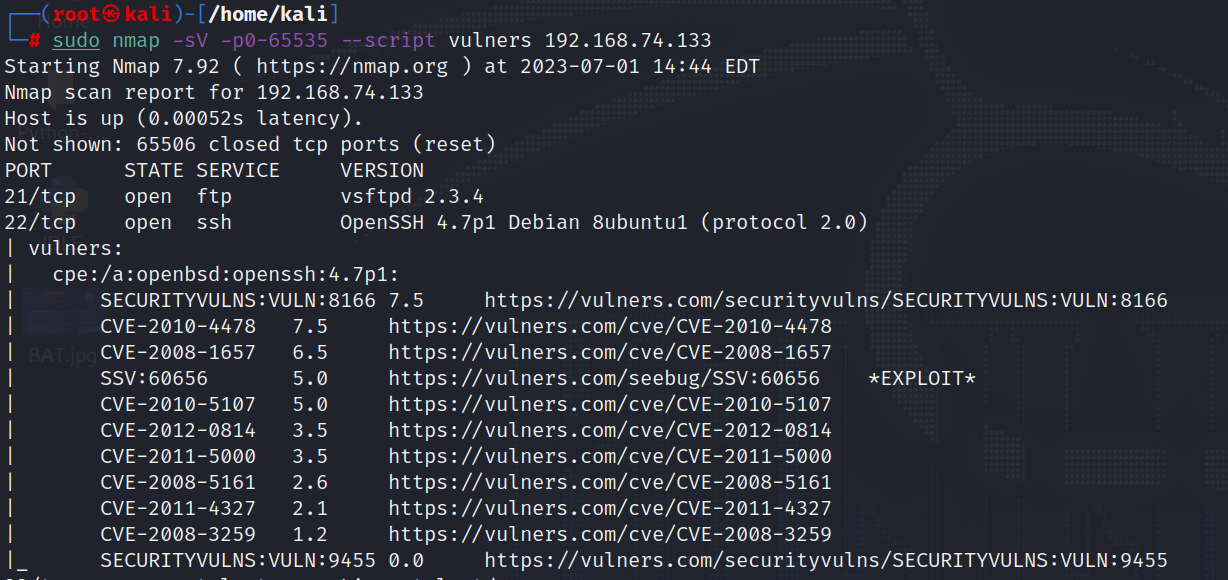 ┌──(root㉿kali)-[/home/kali]
└─# sudo nmap -sV -p0-65535 --script vulners 192.168.74.133
Starting Nmap 7.92 ( https://nmap.org ) at 2023-07-01 14:44 EDT
Nmap scan report for 192.168.74.133
Host is up (0.00052s latency).
Not shown: 65506 closed tcp ports (reset)
PORT      STATE SERVICE     VERSION
21/tcp    open  ftp         vsftpd 2.3.4
22/tcp    open  ssh         OpenSSH 4.7p1 Debian 8ubuntu1 (protocol 2.0)
| vulners:
|   cpe:/a:openbsd:openssh:4.7p1:
|       SECURITYVULNS:VULN:8166 7.5     https://vulners.com/securityvulns/SECURITYVULNS:VULN:8166
|       CVE-2010-4478   7.5     https://vulners.com/cve/CVE-2010-4478
|       CVE-2008-1657   6.5     https://vulners.com/cve/CVE-2008-1657
|       SSV:60656       5.0     https://vulners.com/seebug/SSV:60656    *EXPLOIT*
|       CVE-2010-5107   5.0     https://vulners.com/cve/CVE-2010-5107
|       CVE-2012-0814   3.5     https://vulners.com/cve/CVE-2012-0814
|       CVE-2011-5000   3.5     https://vulners.com/cve/CVE-2011-5000
|       CVE-2008-5161   2.6     https://vulners.com/cve/CVE-2008-5161
|       CVE-2011-4327   2.1     https://vulners.com/cve/CVE-2011-4327
|       CVE-2008-3259   1.2     https://vulners.com/cve/CVE-2008-3259
|_      SECURITYVULNS:VULN:9455 0.0     https://vulners.com/securityvulns/SECURITYVULNS:VULN:9455
BAT.jpg